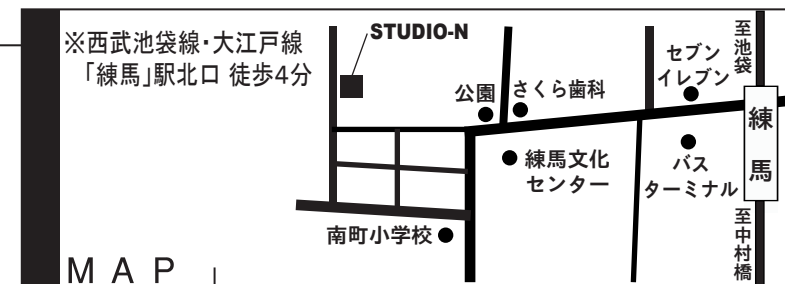 ※西武池袋線・大江戸線
「練馬」駅北口 徒歩4分
STUDIO-N
公園
さくら歯科
セブン
イレブン
至池袋
練馬
練馬文化
センター
バス
ターミナル
南町小学校
至中村橋
MAP